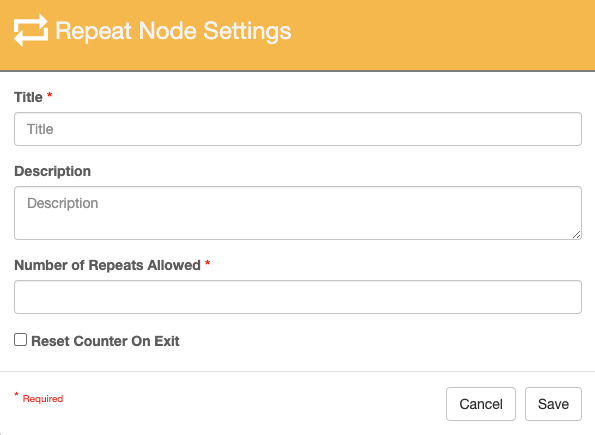 Repeat Node Settings
Title *
Title
Description
Description
Number of Repeats Allowed *
Reset Counter On Exit
* Required
Cancel Save